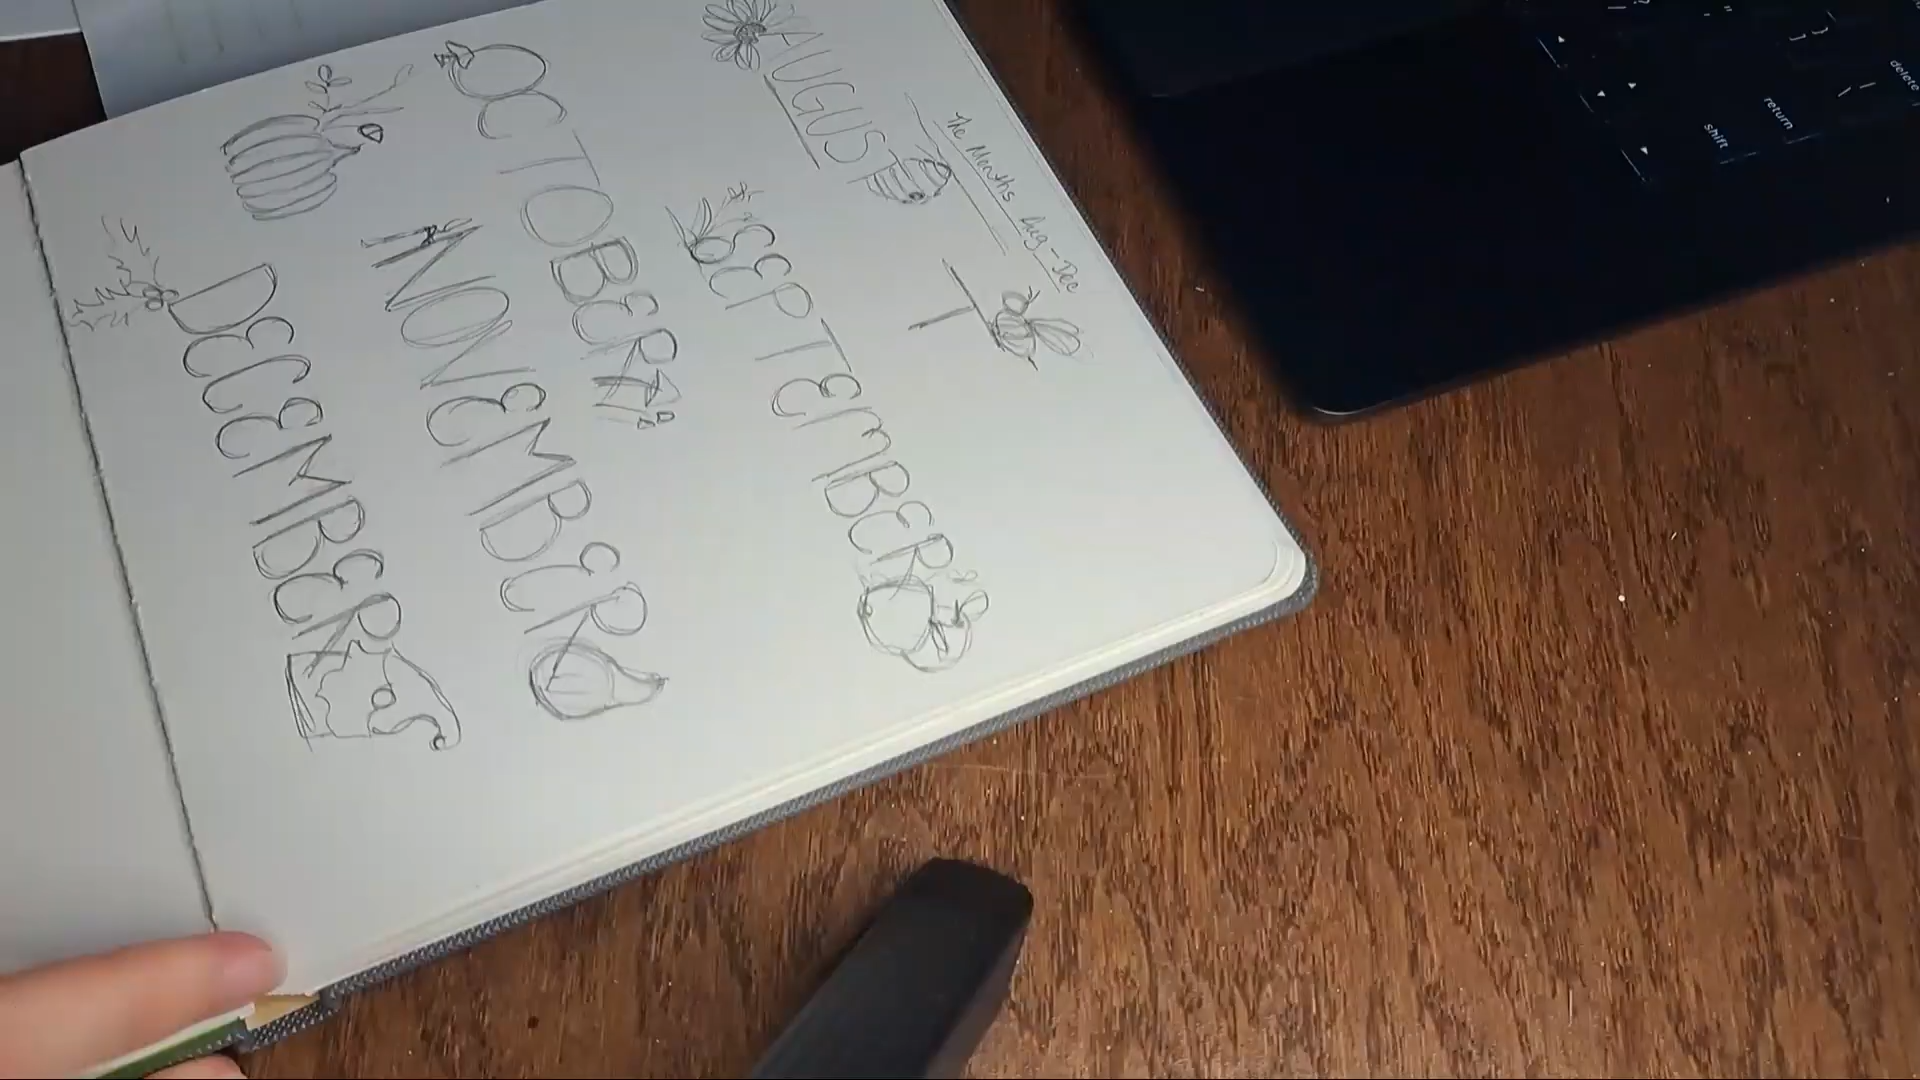 The Months Aug-Dec
AUGUST
T
SEPTEMBER
OCTOBER
NOVEMBER
DECEMBER
delete
return
shift